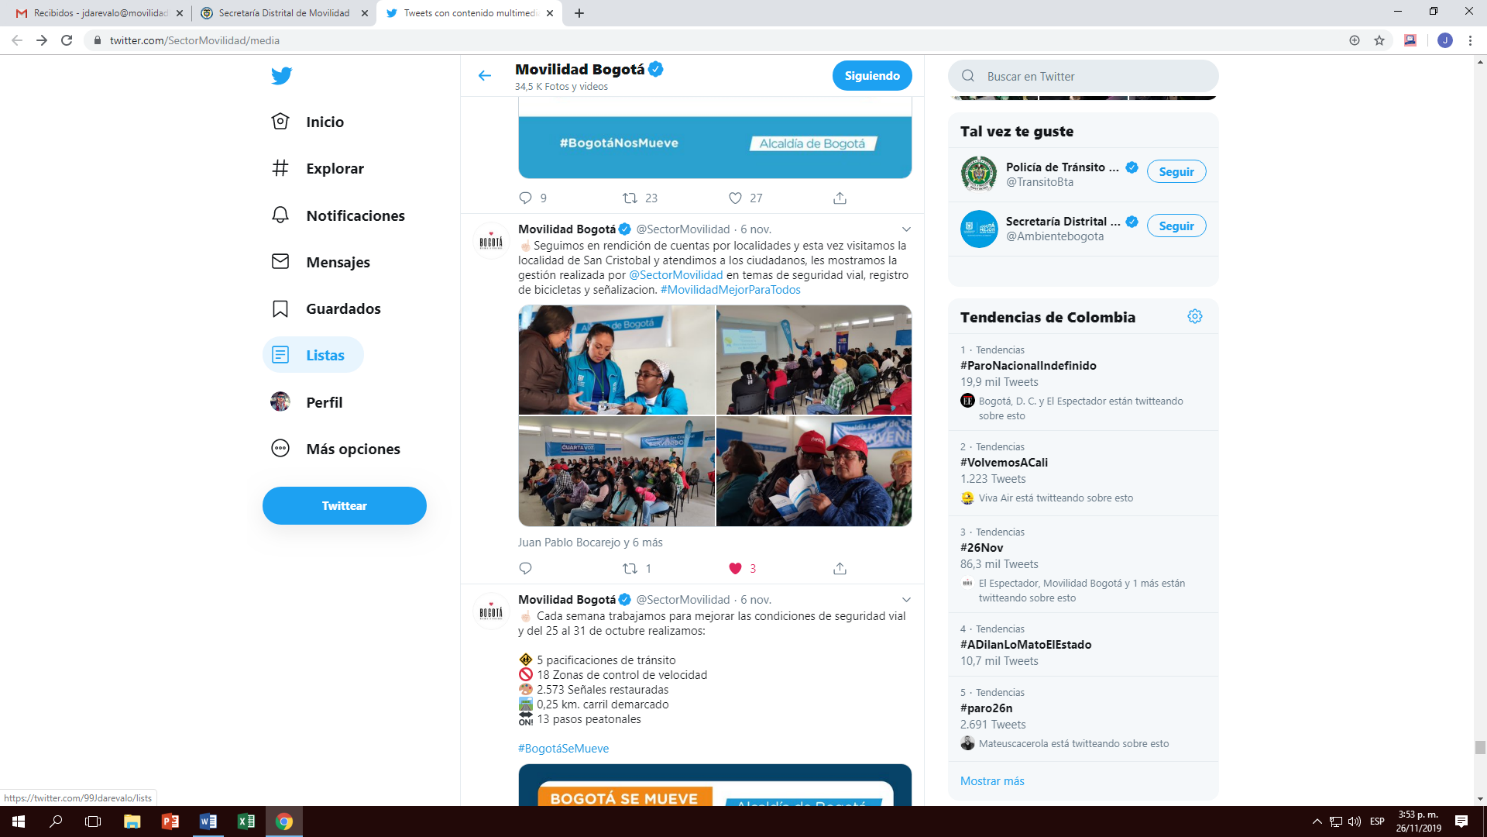 Recibidos - jdarevalo@movilidad
Secretaría Distrital de Movilidad
Tweets con contenido multimedi
twitter.com/SectorMovilidad/media
J
Inicio
Explorar
Notificaciones
Mensajes
Guardados
Listas
Perfil
Más opciones
Twittear
Movilidad Bogotá
34,5 K Fotos y videos
Siguiendo
#BogotáNosMueve
Alcaldía de Bogotá
9 23 27
BOGOTÁ
Movilidad Bogotá @SectorMovilidad · 6 nov.
☝Seguimos en rendición de cuentas por localidades y esta vez visitamos la
localidad de San Cristobal y atendimos a los ciudadanos, les mostramos la
gestión realizada por @SectorMovilidad en temas de seguridad vial, registro
de bicicletas y señalizacion. #MovilidadMejorParaTodos
de Bogotá
Juan Pablo Bocarejo y 6 más
1 3
BOGOTÁ
Movilidad Bogotá @SectorMovilidad · 6 nov.
☝ Cada semana trabajamos para mejorar las condiciones de seguridad vial
y del 25 al 31 de octubre realizamos:
5 pacificaciones de tránsito
🚫 18 Zonas de control de velocidad
🎨 2.573 Señales restauradas
0,25 km. carril demarcado
ON! 13 pasos peatonales
#BogotáSeMueve
BOGOTÁ SE MUEVE
Alcaldía de Bogotá
Buscar en Twitter
Tal vez te guste
Policía de Tránsito ...
@TransitoBta
Seguir
Secretaría Distrital ...
@Ambientebogota
Seguir
Tendencias de Colombia
1 · Tendencias
#ParoNacionalIndefinido
19,9 mil Tweets
Bogotá, D. C. y El Espectador están twitteando
sobre esto
2 · Tendencias
#VolvemosACali
1.223 Tweets
Viva Air está twitteando sobre esto
3 · Tendencias
#26Nov
86,3 mil Tweets
El Espectador, Movilidad Bogotá y 1 más están
twitteando sobre esto
4 · Tendencias
#ADilanLoMatoElEstado
10,7 mil Tweets
5 · Tendencias
#paro26n
2.691 Tweets
Mateuscacerola está twitteando sobre esto
Mostrar más
https://twitter.com/99Jdarevalo/lists
ESP
3:53 p. m.
26/11/2019